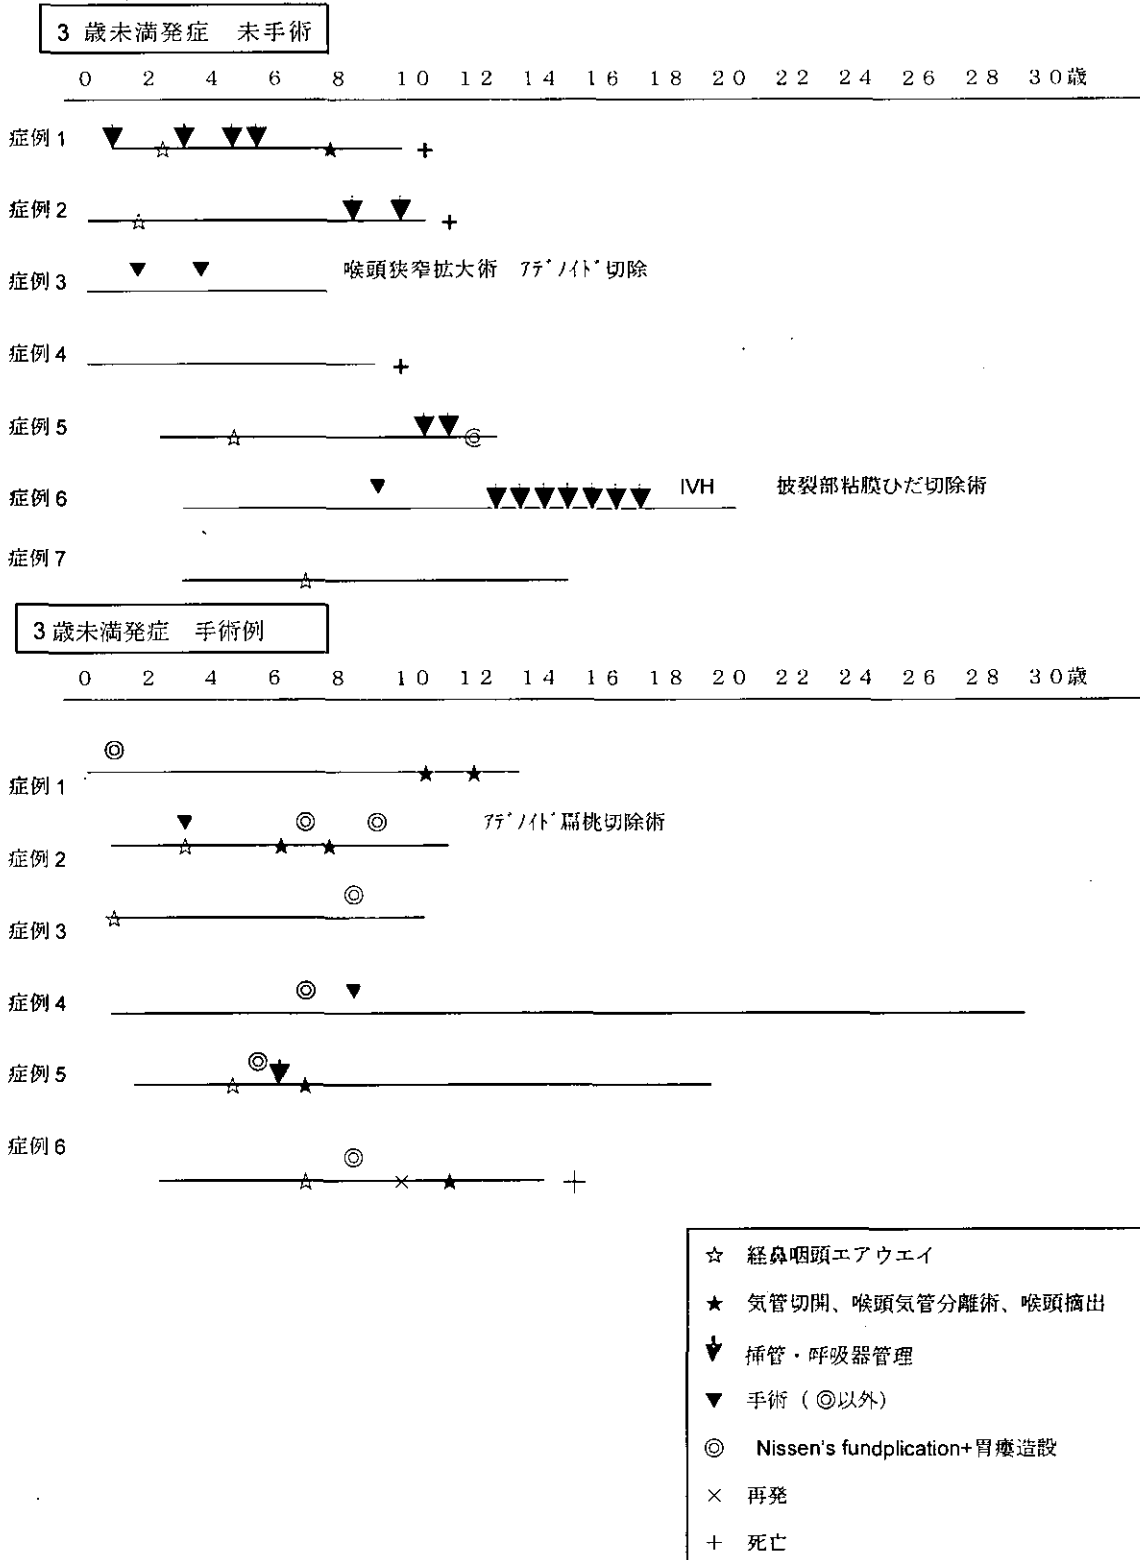 3 歳未満発症 未手術
0 2 4 6 8 10 12 14 16 18 20 22 24 26 28 30歳
症例 1
症例 2
症例 3 喉頭狭窄拡大術 ｱﾃﾞﾉｲﾄﾞ切除
症例 4
症例 5
症例 6 IVH 披裂部粘膜ひだ切除術
症例 7
3 歳未満発症 手術例
0 2 4 6 8 10 12 14 16 18 20 22 24 26 28 30歳
症例 1
ｱﾃﾞﾉｲﾄﾞ扁桃切除術
症例 2
症例 3
症例 4
症例 5
症例 6
☆ 経鼻咽頭エアウエイ
★ 気管切開、喉頭気管分離術、喉頭摘出
挿管・呼吸器管理
▼ 手術（◎以外）
◎ Nissen's fundplication+胃瘻造設
× 再発
＋ 死亡